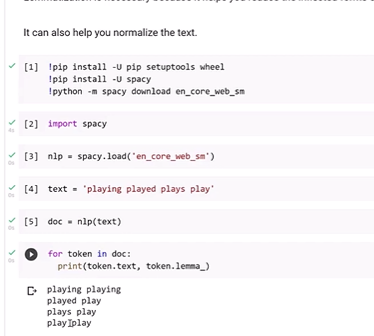 It can also help you normalize the text.
[1] !pip install -U pip setuptools wheel
!pip install -U spacy
!python -m spacy download en_core_web_sm
[2] import spacy
[3] nlp = spacy.load('en_core_web_sm')
[4] text = 'playing played plays play'
[5] doc = nlp(text)
for token in doc:
print(token.text, token.lemma_)
playing playing
played play
plays play
play play